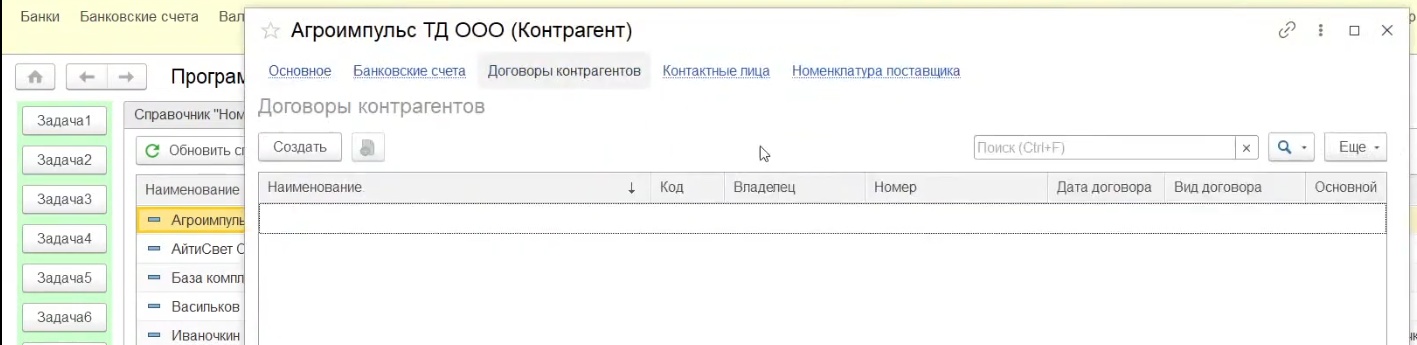 Банки Банковские счета Вал
Агроимпульс ТД ООО (Контрагент)
Основное Банковские счета Договоры контрагентов Контактные лица Номенклатура поставщика
Програм
Договоры контрагентов
Задача1
Справочник "Ном
Создать
Поиск (Ctrl+F)
Еще
Обновить сп
Задача2
Наименование
Наименование Код Владелец Номер Дата договора Вид договора Основной
Задача3
Агроимпуль
Задача4
АйтиСвет О
Задача5
База компл
Васильков
Задача6
Иваночкин